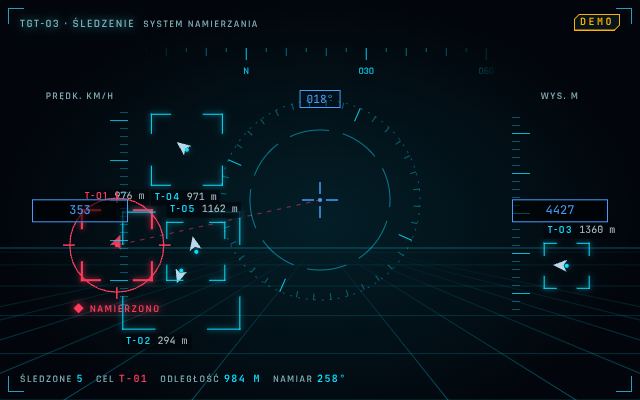 TGT-03 · ŚLEDZENIE SYSTEM NAMIERZANIA
DEMO
N 030 060
PRĘDK. KM/H
018°
WYS. M
T-01 976 m
T-04 971 m
353
T-05 1162 m
4427
T-03 1360 m
NAMIERZONO
T-02 294 m
ŚLEDZONE 5 CEL T-01 ODLEGŁOŚĆ 984 M NAMIAR 258°